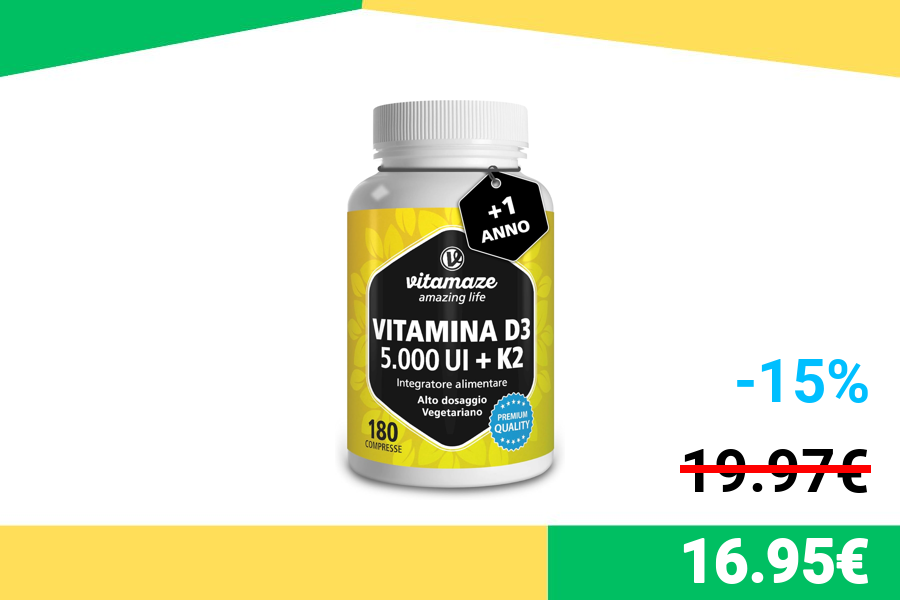 +1
ANNO
vitamaze
amazing life
VITAMINA D3
5.000 UI + K2
Integratore alimentare
Alto dosaggio
Vegetariano
PREMIUM
QUALITY
180
COMPRESSE
-15%
19.97€
16.95€